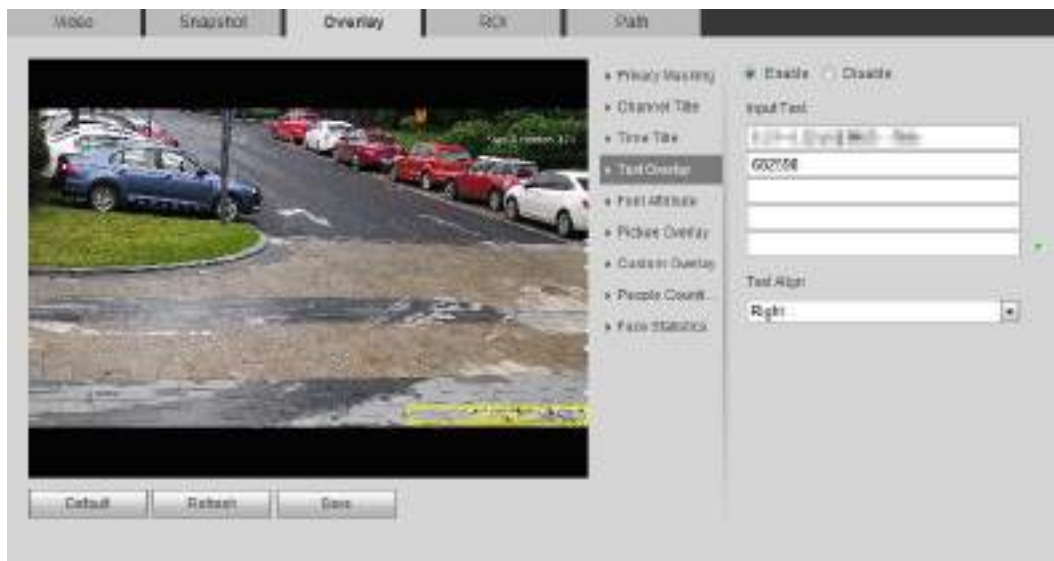 Video
Snapshot
Overlay
ROI
Path
Privacy Masking
Channel Title
Time Title
Text Overlay
Font Attribute
Picture Overlay
Custom Overlay
People Counti...
Face Statistics
Enable
Disable
Input Text
Text Align
Right
Default
Refresh
Save